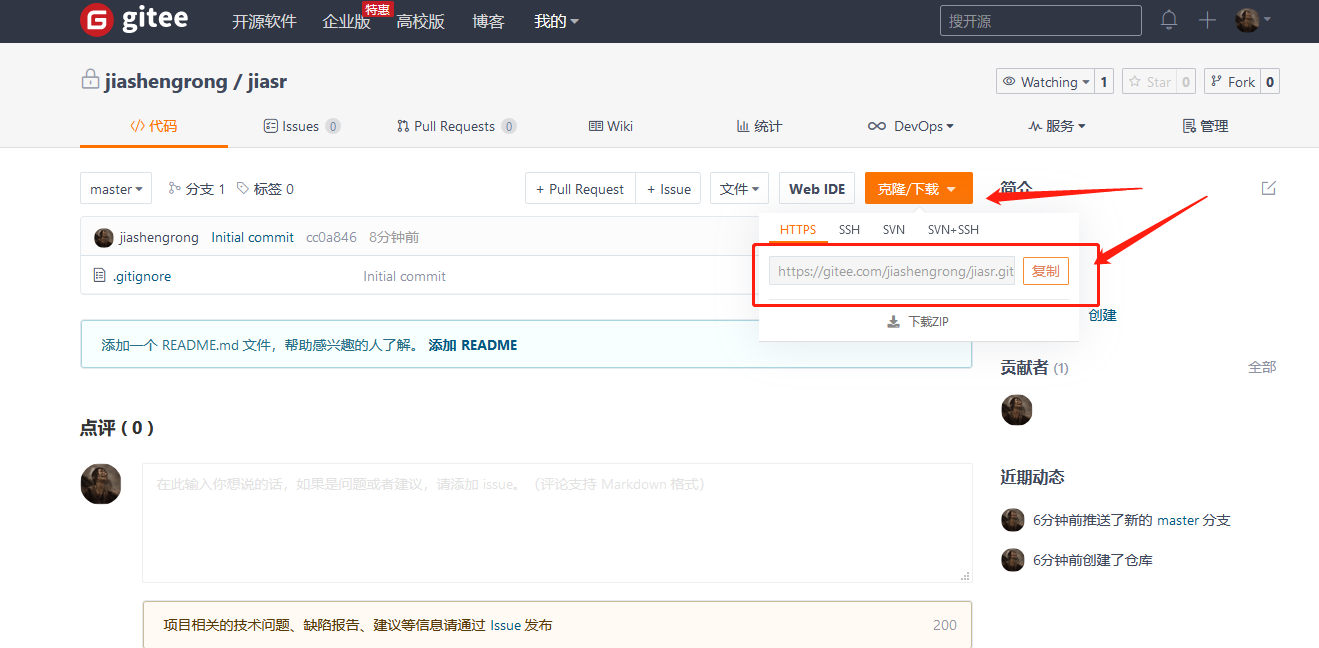 gitee 开源软件 企业版 特惠 高校版 博客 我的 搜开源
jiashengrong / jiasr Watching 1 Star 0 Fork 0
代码 Issues 0 Pull Requests 0 Wiki 统计 DevOps 服务 管理
master 分支 1 标签 0 + Pull Request + Issue 文件 Web IDE 克隆/下载 简介
HTTPS SSH SVN SVN+SSH
jiashengrong Initial commit cc0a846 8分钟前
https://gitee.com/jiashengrong/jiasr.git 复制
.gitignore Initial commit
下载ZIP
创建
添加一个 README.md 文件，帮助感兴趣的人了解。 添加 README
贡献者 (1) 全部
点评 ( 0 )
近期动态
在此输入你想说的话，如果是问题或者建议，请添加 issue。（评论支持 Markdown 格式）
6分钟前推送了新的 master 分支
6分钟前创建了仓库
项目相关的技术问题、缺陷报告、建议等信息请通过 Issue 发布 200